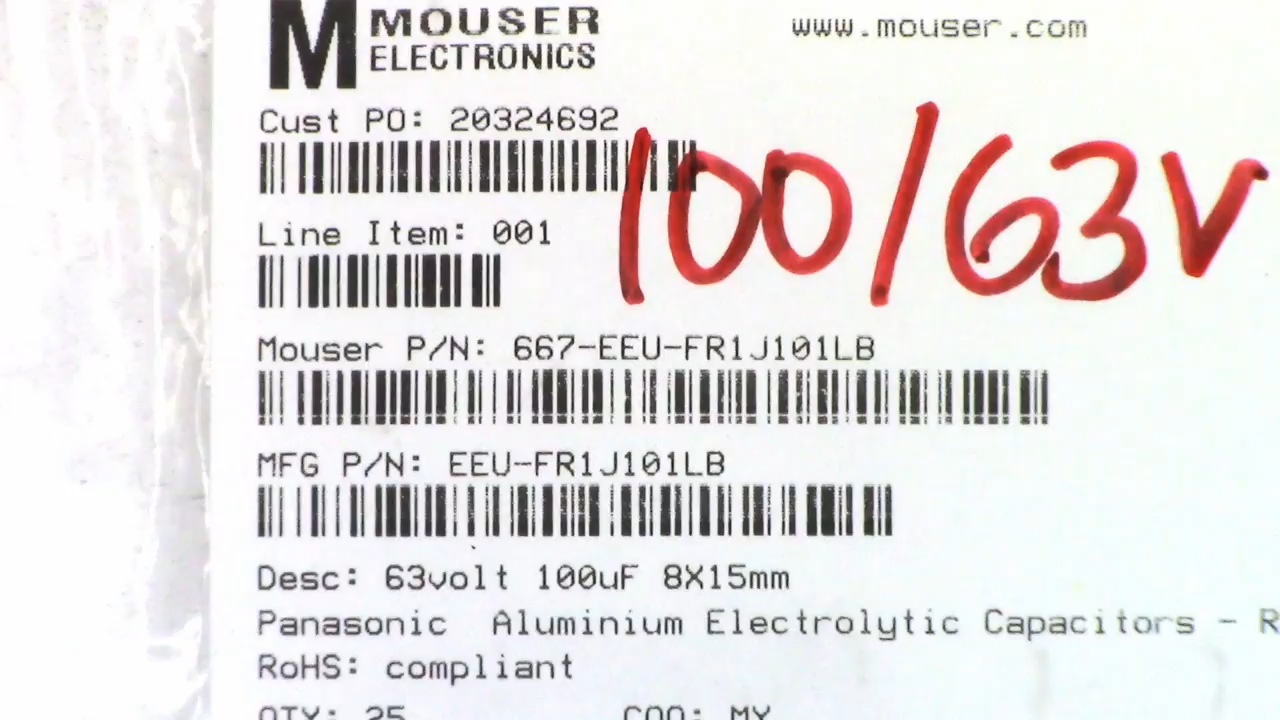 M MOUSER
ELECTRONICS
www.mouser.com
Cust PO: 20324692
100/63V
Line Item: 001
Mouser P/N: 667-EEU-FR1J101LB
MFG P/N: EEU-FR1J101LB
Desc: 63volt 100uF 8X15mm
Panasonic Aluminium Electrolytic Capacitors - R
RoHS: compliant
QTY: 25 COO: MY